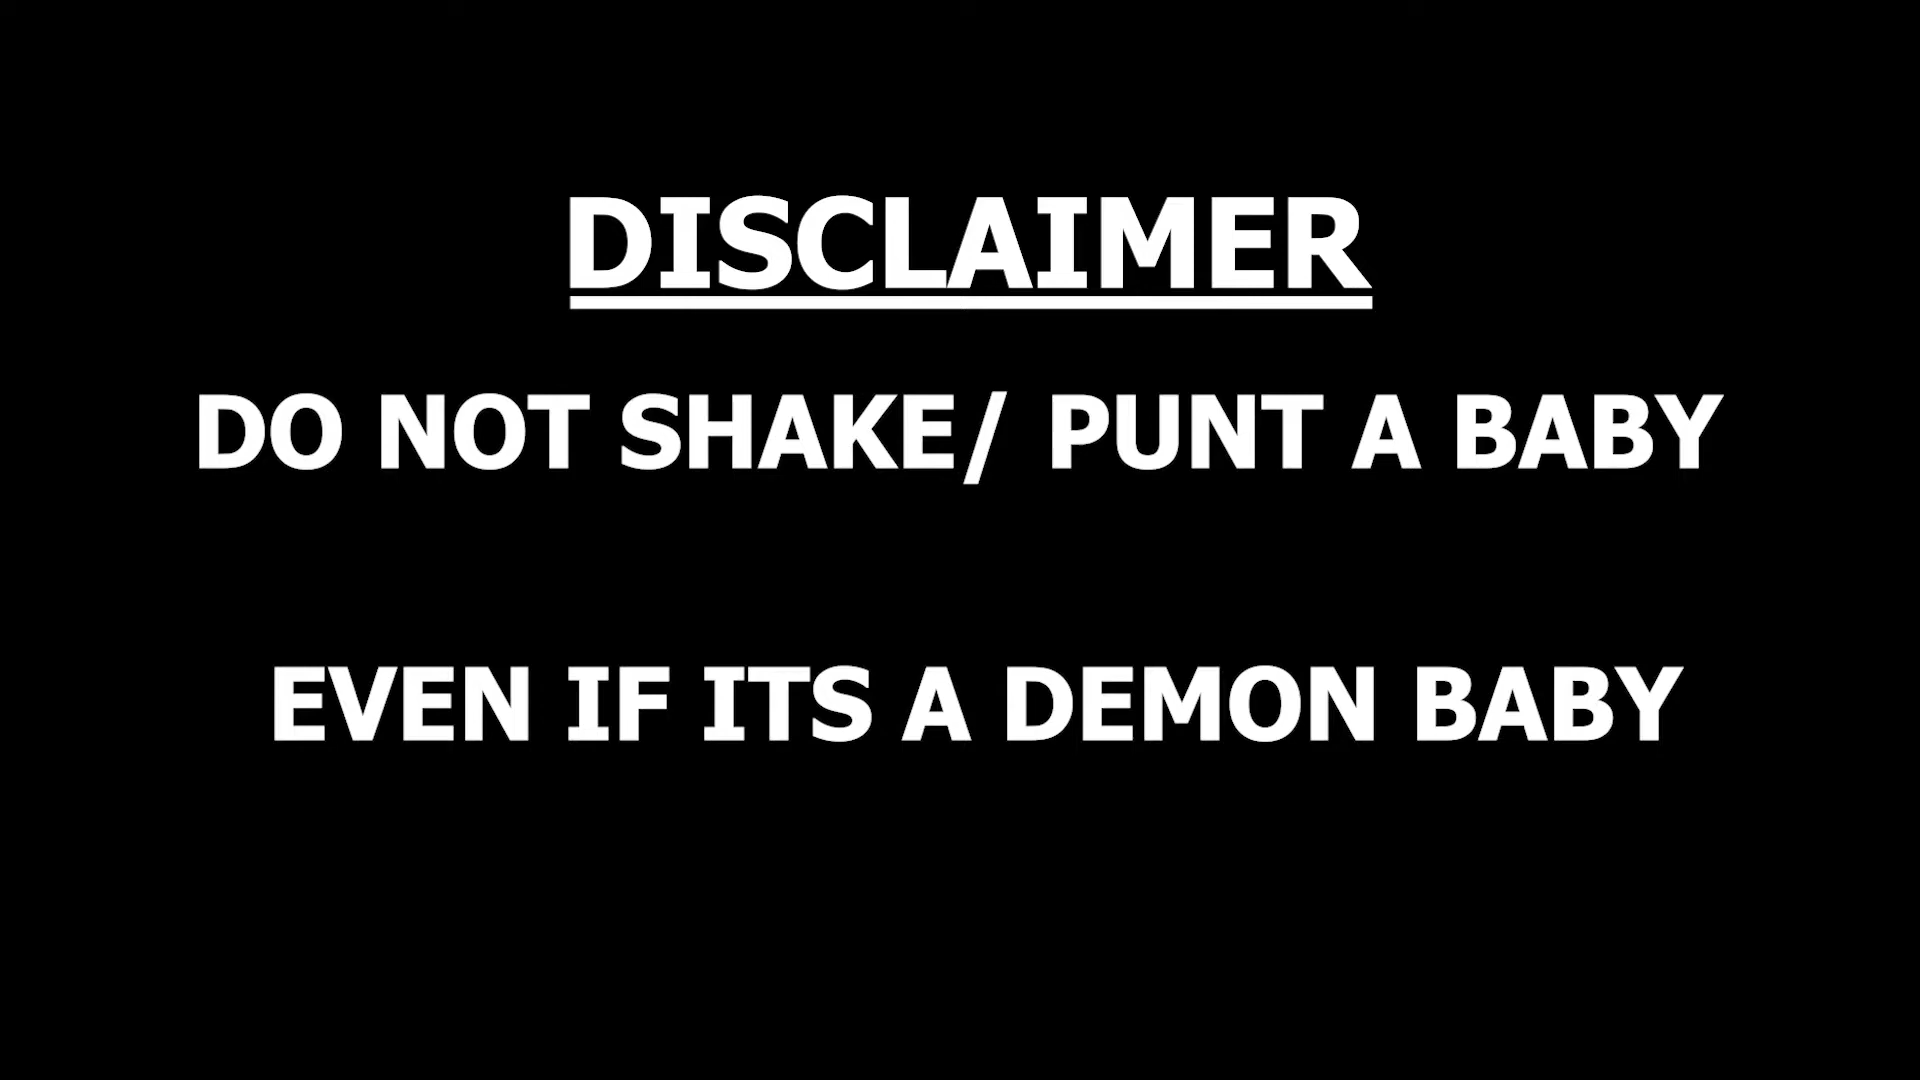 DISCLAIMER
DO NOT SHAKE/ PUNT A BABY
EVEN IF ITS A DEMON BABY